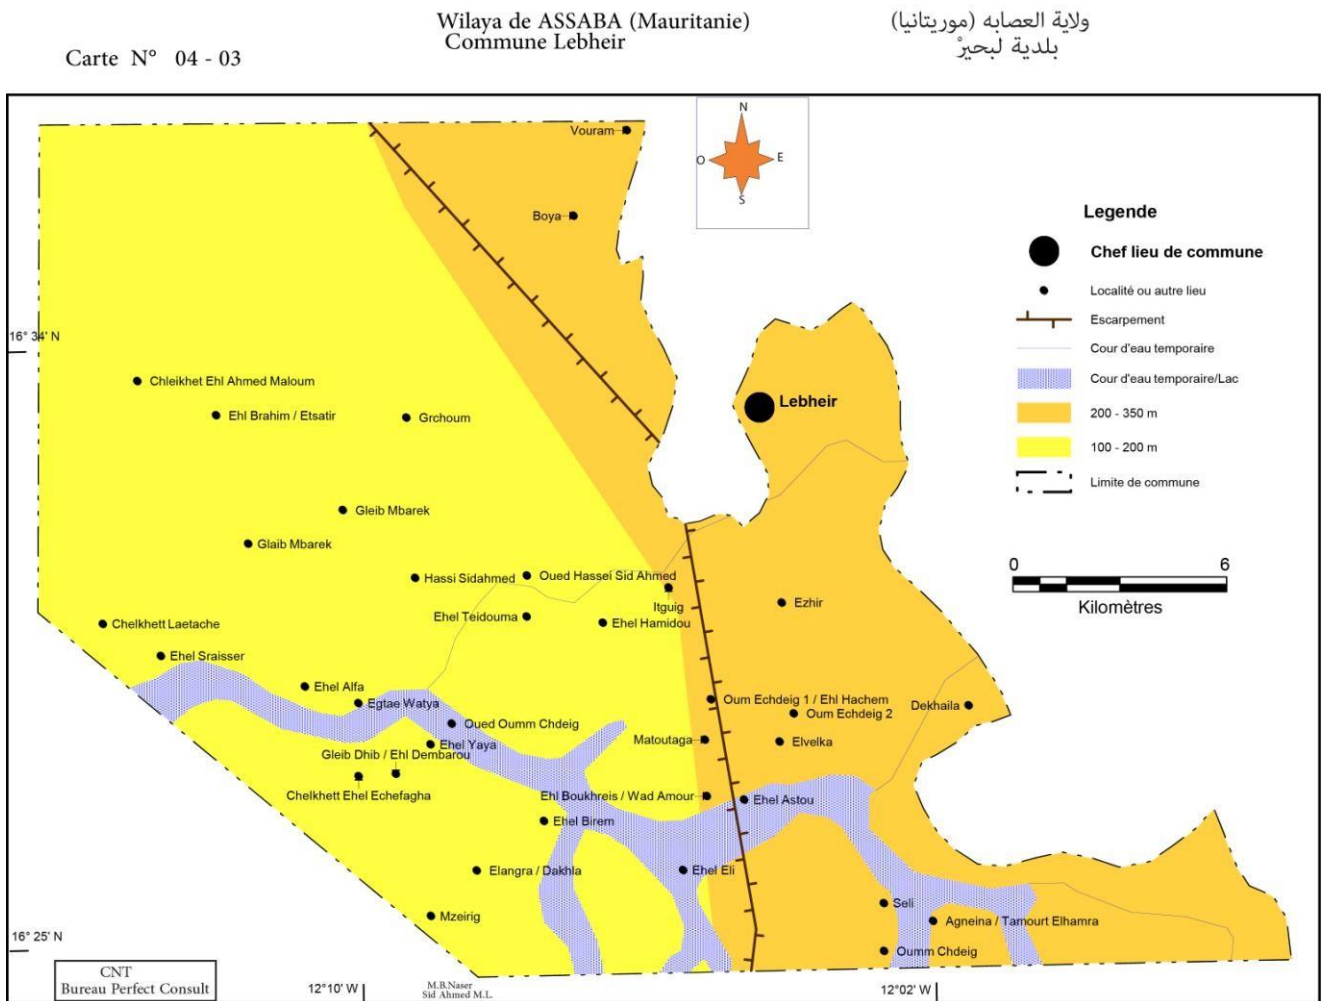 Wilaya de ASSABA (Mauritanie)
Commune Lebheir
ولاية العصابه (موريتانيا)
بلدية لبحيرْ
Carte N° 04 - 03
N
O
E
S
Vouram
Boya
Legende
Chef lieu de commune
Localité ou autre lieu
Escarpement
Cour d'eau temporaire
Cour d'eau temporaire/Lac
200 - 350 m
100 - 200 m
Limite de commune
0
6
Kilomètres
16° 34' N
Chleikhet Ehl Ahmed Maloum
Ehl Brahim / Etsatir
Grchoum
Lebheir
Gleib Mbarek
Glaib Mbarek
Hassi Sidahmed
Oued Hassei Sid Ahmed
Itguig
Ezhir
Ehel Teidouma
Ehel Hamidou
Chelkhett Laetache
Ehel Sraisser
Ehel Alfa
Egtae Watya
Oum Echdeig 1 / Ehl Hachem
Oum Echdeig 2
Dekhaila
Oued Oumm Chdeig
Matoutaga
Elvelka
Ehel Yaya
Gleib Dhib / Ehl Dembarou
Chelkhett Ehel Echefagha
Ehl Boukhreis / Wad Amour
Ehel Astou
Ehel Birem
Elangra / Dakhla
Ehel Eli
Mzeirig
Seli
Agneina / Tamourt Elhamra
Oumm Chdeig
16° 25' N
CNT
Bureau Perfect Consult
12° 10' W
M.B.Naser
Sid Ahmed M.L.
12° 02' W